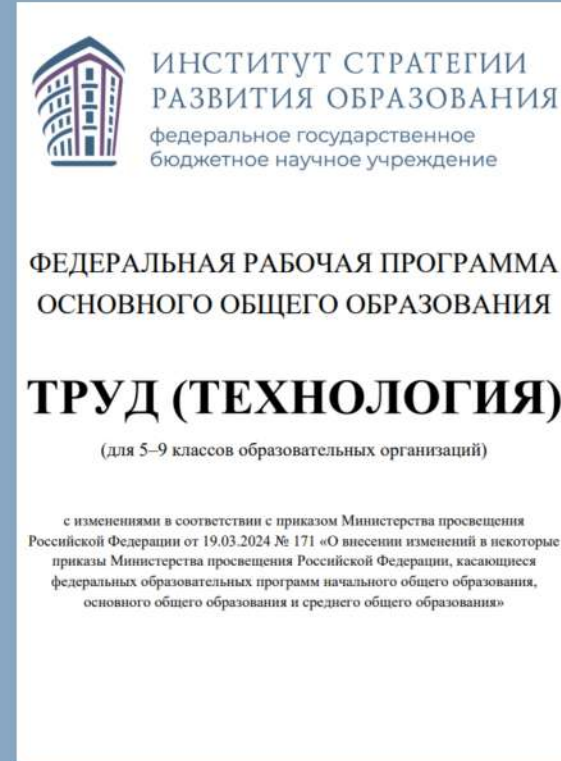 ИНСТИТУТ СТРАТЕГИИ
РАЗВИТИЯ ОБРАЗОВАНИЯ
федеральное государственное
бюджетное научное учреждение
ФЕДЕРАЛЬНАЯ РАБОЧАЯ ПРОГРАММА
ОСНОВНОГО ОБЩЕГО ОБРАЗОВАНИЯ
ТРУД (ТЕХНОЛОГИЯ)
(для 5–9 классов образовательных организаций)
с изменениями в соответствии с приказом Министерства просвещения
Российской Федерации от 19.03.2024 № 171 «О внесении изменений в некоторые
приказы Министерства просвещения Российской Федерации, касающиеся
федеральных образовательных программ начального общего образования,
основного общего образования и среднего общего образования»